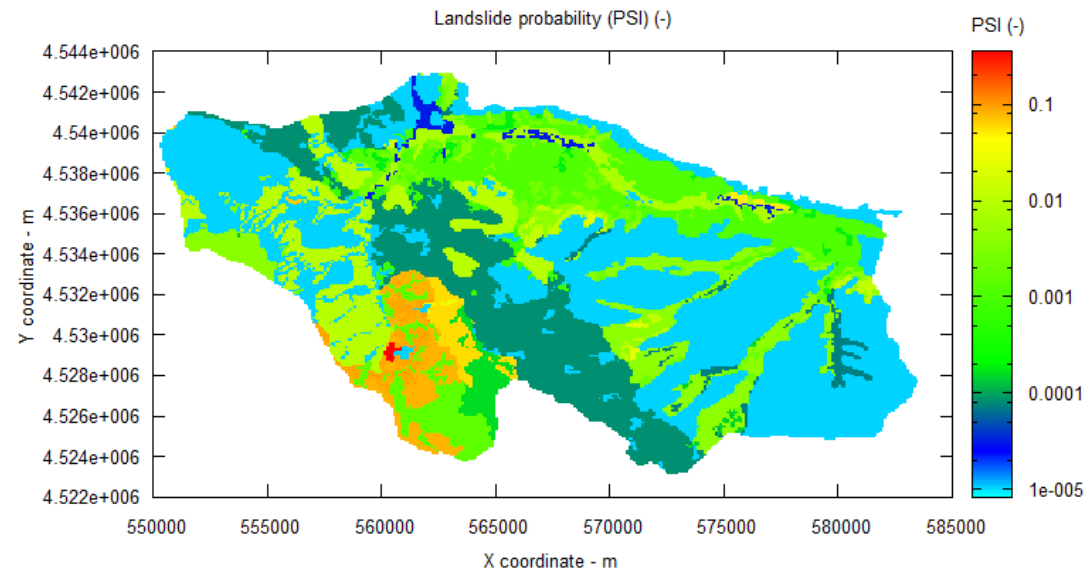 Landslide probability (PSI) (-)
PSI (-)
4.544e+006
4.542e+006
4.54e+006
4.538e+006
4.536e+006
4.534e+006
4.532e+006
4.53e+006
4.528e+006
4.526e+006
4.524e+006
4.522e+006
Y coordinate - m
550000 555000 560000 565000 570000 575000 580000 585000
X coordinate - m
0.1
0.01
0.001
0.0001
1e-005